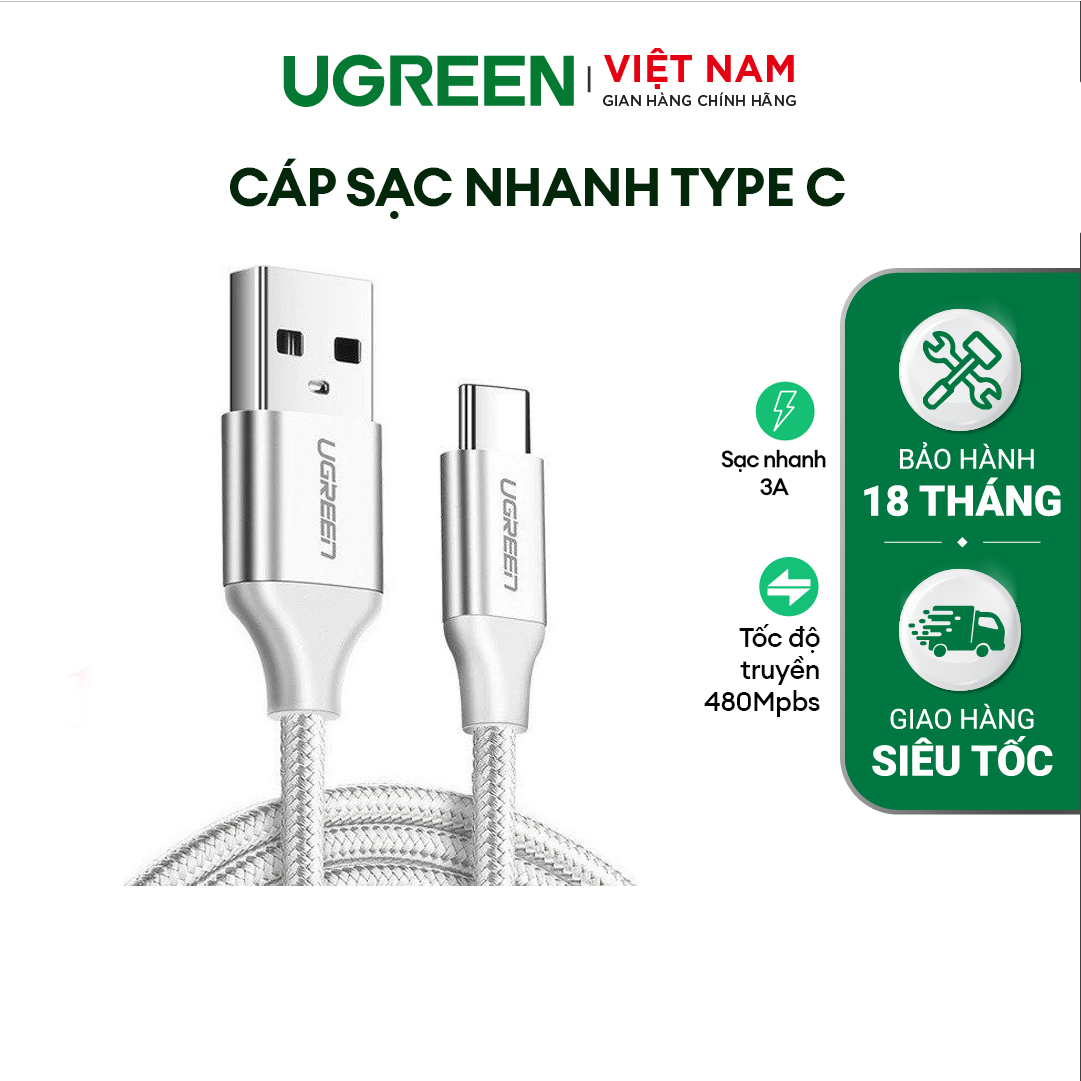 UGREEN
VIỆT NAM
GIAN HÀNG CHÍNH HÃNG
CÁP SẠC NHANH TYPE C
UGREEN
UGREEN
Sạc nhanh
3A
Tốc độ
truyền
480Mpbs
BẢO HÀNH
18 THÁNG
GIAO HÀNG
SIÊU TỐC